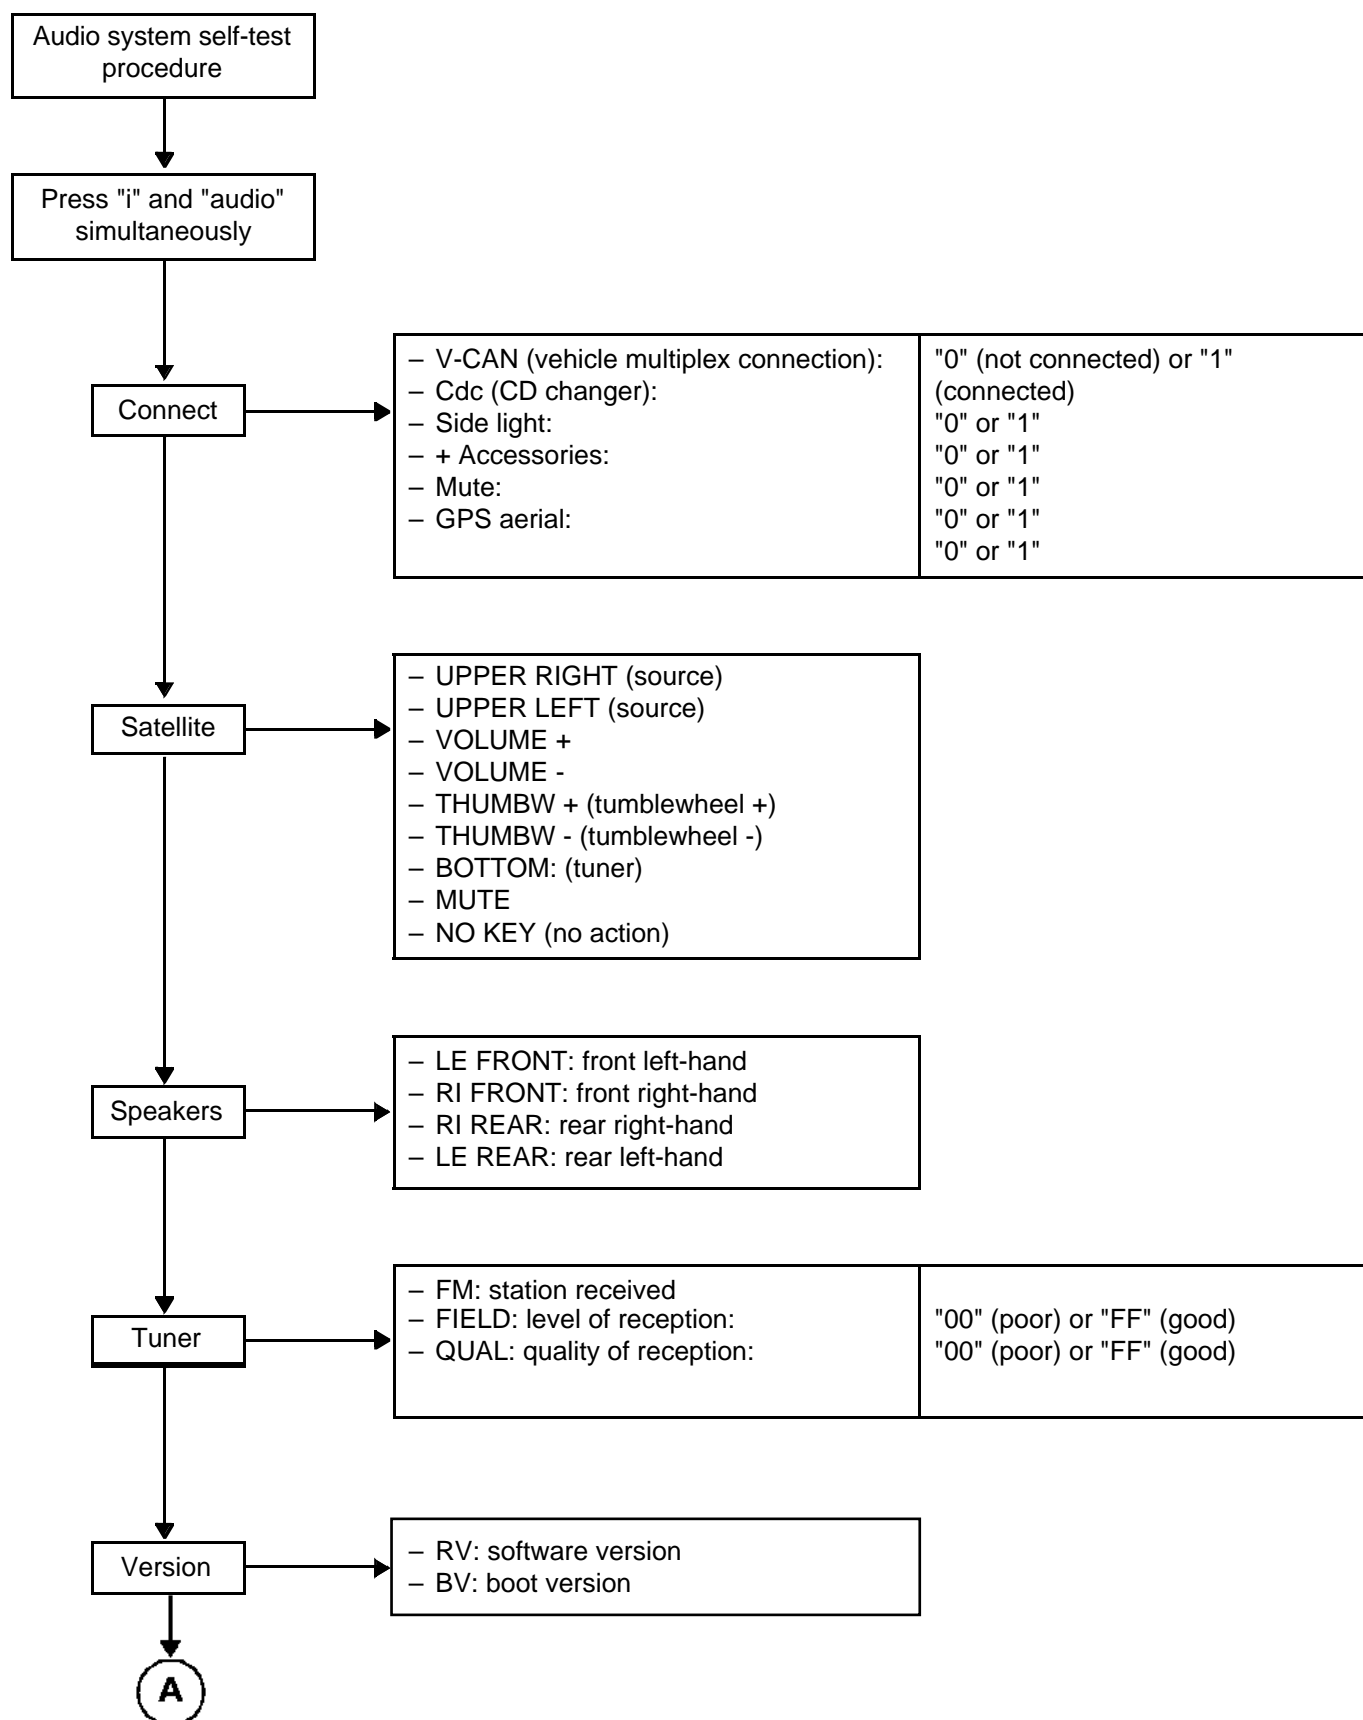 Audio system self-test
procedure
Press "i" and "audio"
simultaneously
Connect
– V-CAN (vehicle multiplex connection):
– Cdc (CD changer):
– Side light:
– + Accessories:
– Mute:
– GPS aerial:
"0" (not connected) or "1"
(connected)
"0" or "1"
"0" or "1"
"0" or "1"
"0" or "1"
"0" or "1"
Satellite
– UPPER RIGHT (source)
– UPPER LEFT (source)
– VOLUME +
– VOLUME -
– THUMBW + (tumblewheel +)
– THUMBW - (tumblewheel -)
– BOTTOM: (tuner)
– MUTE
– NO KEY (no action)
Speakers
– LE FRONT: front left-hand
– RI FRONT: front right-hand
– RI REAR: rear right-hand
– LE REAR: rear left-hand
Tuner
– FM: station received
– FIELD: level of reception:
– QUAL: quality of reception:
"00" (poor) or "FF" (good)
"00" (poor) or "FF" (good)
Version
– RV: software version
– BV: boot version
A